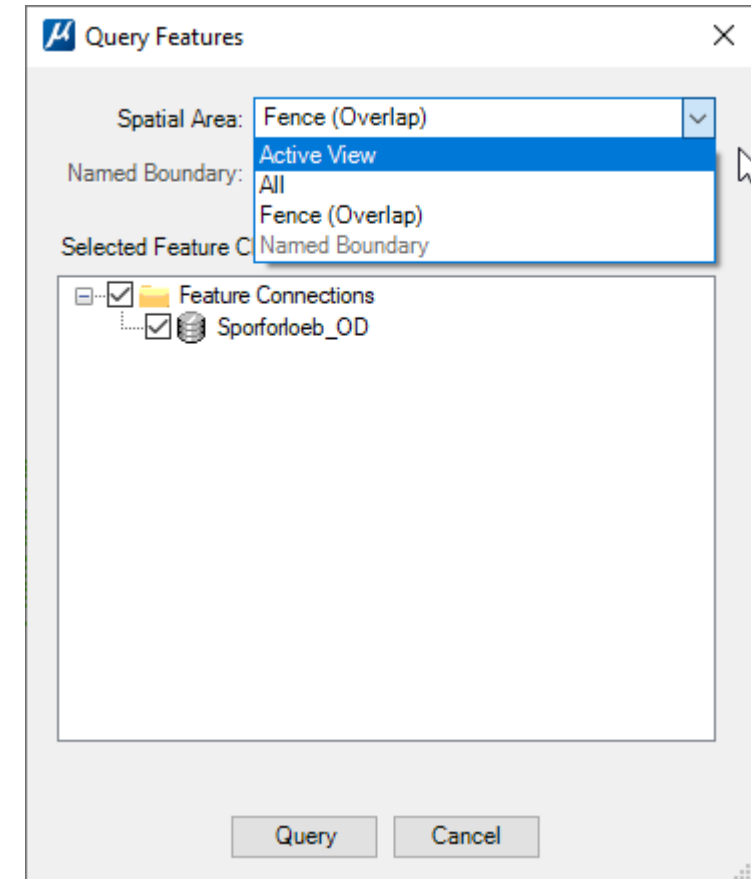 Query Features
Spatial Area: Fence (Overlap)
Active View
Named Boundary:
All
Fence (Overlap)
Selected Feature C
Named Boundary
Feature Connections
Sporforloeb_OD
Query Cancel